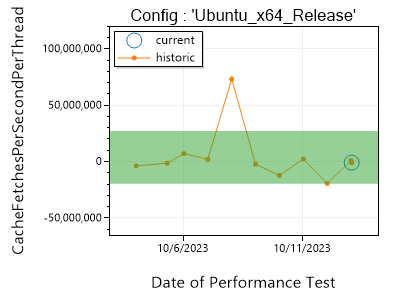 Config : 'Ubuntu_x64_Release'
current
historic
CacheFetchesPerSecondPerThread
100,000,000
50,000,000
0
-50,000,000
10/6/2023
10/11/2023
Date of Performance Test